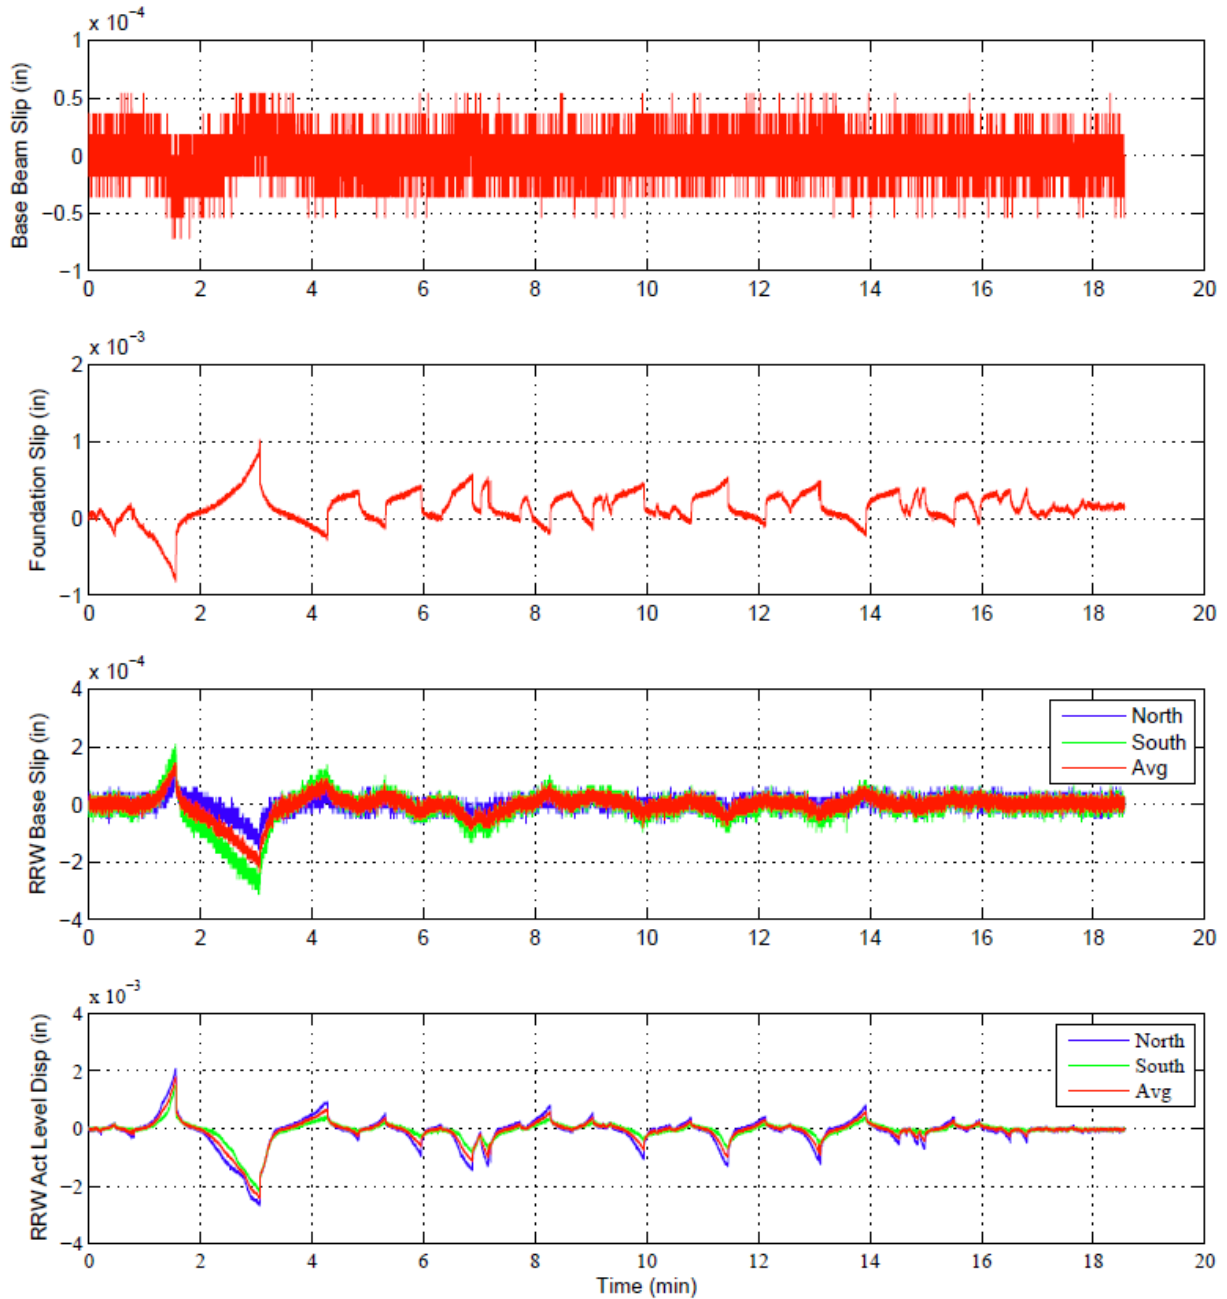 x 10⁻⁴
1
0.5
0
−0.5
−1
Base Beam Slip (in)
0 2 4 6 8 10 12 14 16 18 20
x 10⁻³
2
1
0
−1
Foundation Slip (in)
0 2 4 6 8 10 12 14 16 18 20
x 10⁻⁴
4
2
0
−2
−4
RRW Base Slip (in)
North
South
Avg
0 2 4 6 8 10 12 14 16 18 20
x 10⁻³
4
2
0
−2
−4
RRW Act Level Disp (in)
North
South
Avg
0 2 4 6 8 10 12 14 16 18 20
Time (min)